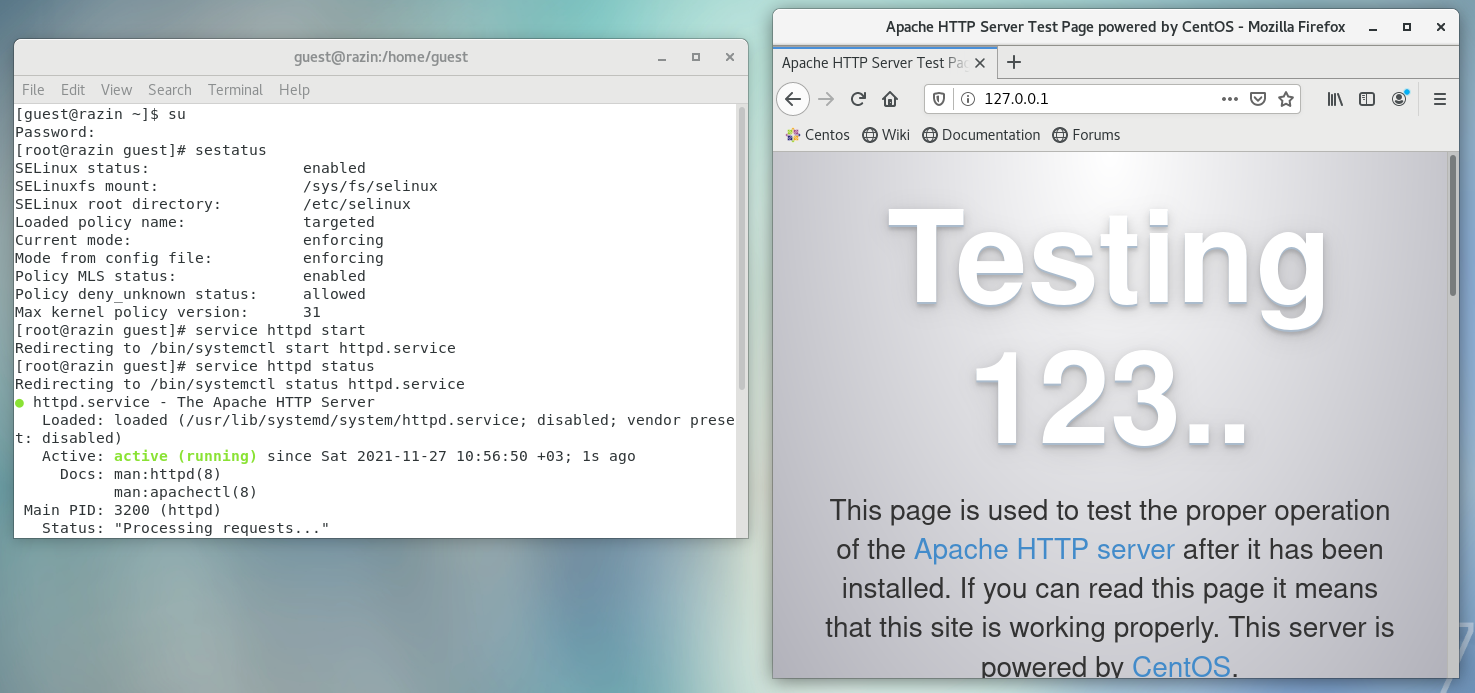 guest@razin:/home/guest
File Edit View Search Terminal Help
[guest@razin ~]$ su
Password:
[root@razin guest]# sestatus
SELinux status:                 enabled
SELinuxfs mount:                /sys/fs/selinux
SELinux root directory:         /etc/selinux
Loaded policy name:             targeted
Current mode:                   enforcing
Mode from config file:          enforcing
Policy MLS status:              enabled
Policy deny_unknown status:     allowed
Max kernel policy version:      31
[root@razin guest]# service httpd start
Redirecting to /bin/systemctl start httpd.service
[root@razin guest]# service httpd status
Redirecting to /bin/systemctl status httpd.service
● httpd.service - The Apache HTTP Server
   Loaded: loaded (/usr/lib/systemd/system/httpd.service; disabled; vendor prese
t: disabled)
   Active: active (running) since Sat 2021-11-27 10:56:50 +03; 1s ago
     Docs: man:httpd(8)
           man:apachectl(8)
 Main PID: 3200 (httpd)
   Status: "Processing requests..."
Apache HTTP Server Test Page powered by CentOS - Mozilla Firefox
Apache HTTP Server Test Pag
127.0.0.1
Centos Wiki Documentation Forums
Testing
123..
This page is used to test the proper operation
of the Apache HTTP server after it has been
installed. If you can read this page it means
that this site is working properly. This server is
powered by CentOS.
7